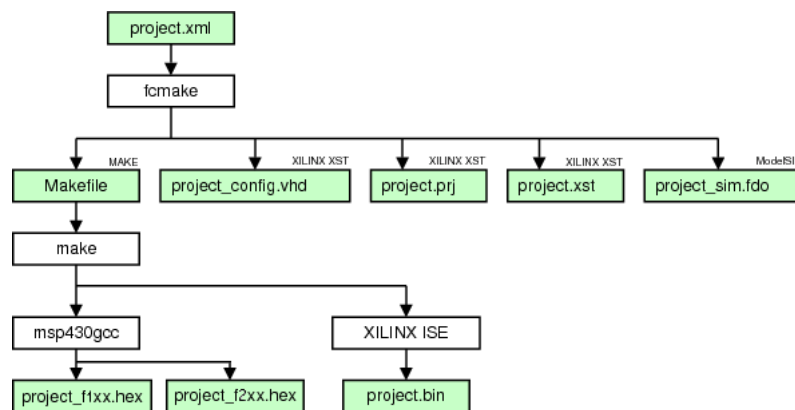 project.xml
fcmake
MAKE
XILINX XST
XILINX XST
XILINX XST
ModelSI
Makefile
project_config.vhd
project.prj
project.xst
project_sim.fdo
make
msp430gcc
XILINX ISE
project_f1xx.hex
project_f2xx.hex
project.bin